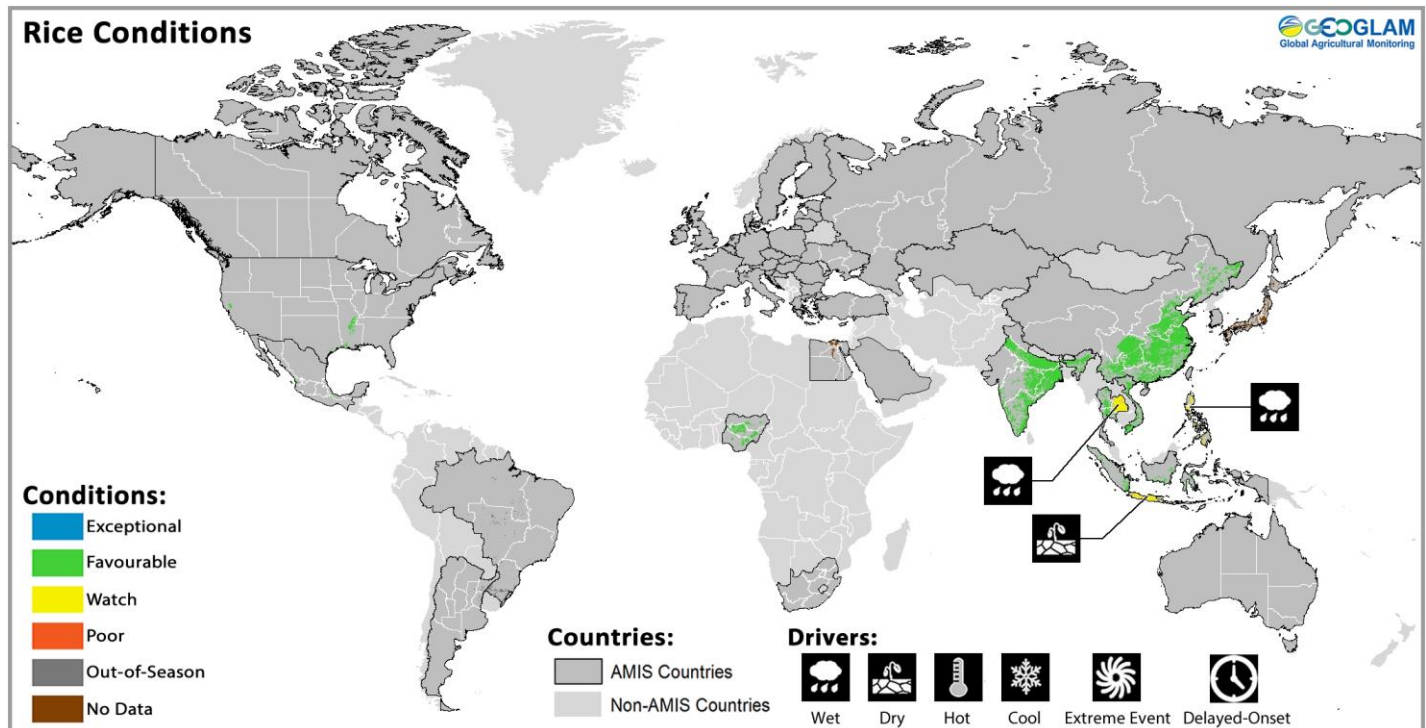 Rice Conditions
GEOGLAM
Global Agricultural Monitoring
Conditions:
Exceptional
Favourable
Watch
Poor
Out-of-Season
No Data
Countries:
AMIS Countries
Non-AMIS Countries
Drivers:
Wet
Dry
Hot
Cool
Extreme Event
Delayed-Onset